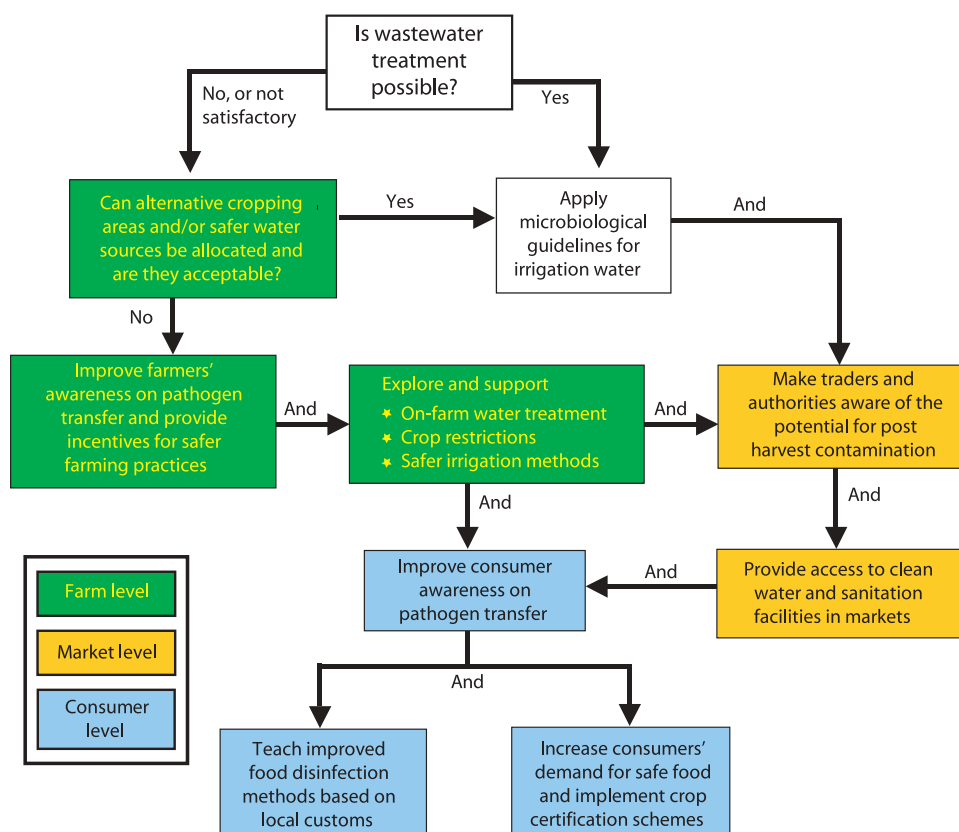 Is wastewater
treatment
possible?
No, or not
satisfactory
Yes
Can alternative cropping
areas and/or safer water
sources be allocated and
are they acceptable?
Yes
Apply
microbiological
guidelines for
irrigation water
And
No
Improve farmers'
awareness on pathogen
transfer and provide
incentives for safer
farming practices
And
Explore and support
On-farm water treatment
Crop restrictions
Safer irrigation methods
And
Make traders and
authorities aware of the
potential for post
harvest contamination
And
And
Improve consumer
awareness on
pathogen transfer
And
Provide access to clean
water and sanitation
facilities in markets
Farm level
Market level
Consumer
level
And
Teach improved
food disinfection
methods based on
local customs
Increase consumers'
demand for safe food
and implement crop
certification schemes